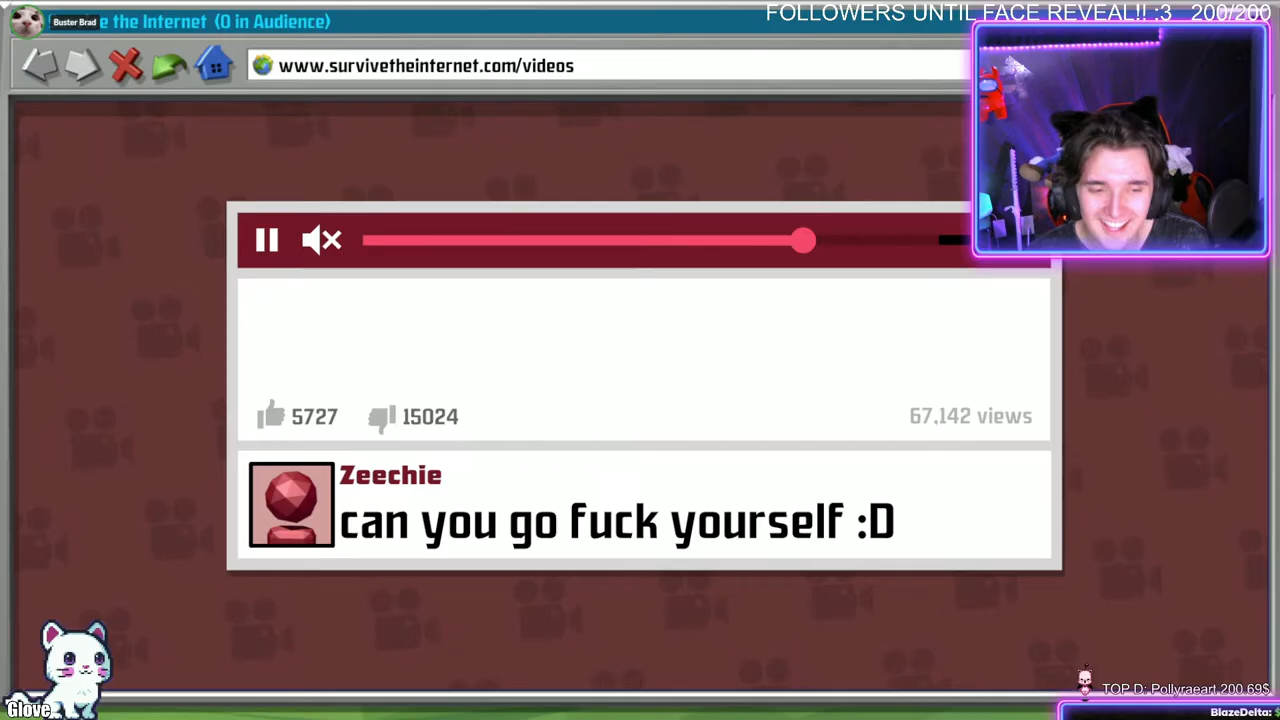 FOLLOWERS UNTIL FACE REVEAL!! :3 200/200
Buster Brad
e the Internet (0 in Audience)
www.survivetheinternet.com/videos
5727
15024
67,142 views
Zeechie
can you go fuck yourself :D
Glove
TOP D: Pollyraeart 200.69$
BlazeDelta: